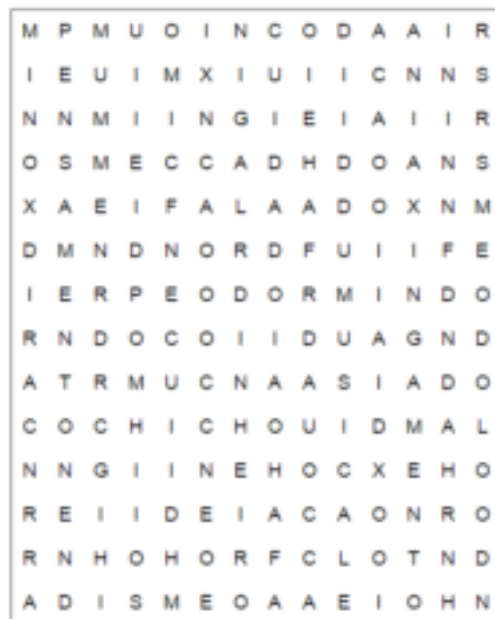 M P M U O I N C O D A A I R
I E U I M X I U I I C N N S
N N M I I N G I E I A I I R
O S M E C C A D H D O A N S
X A E I F A L A A D O X N M
D M N D N O R D F U I I F E
I E R P E O D O R M I N D O
R N D O C O I I D U A G N D
A T R M U C N A A S I A D O
C O C H I C H O U I D M A L
N N G I I N E H O C X E H O
R E I I D E I A C A O N R O
R N H O H O R F C L O T N D
A D I S M E O A A E I O H N